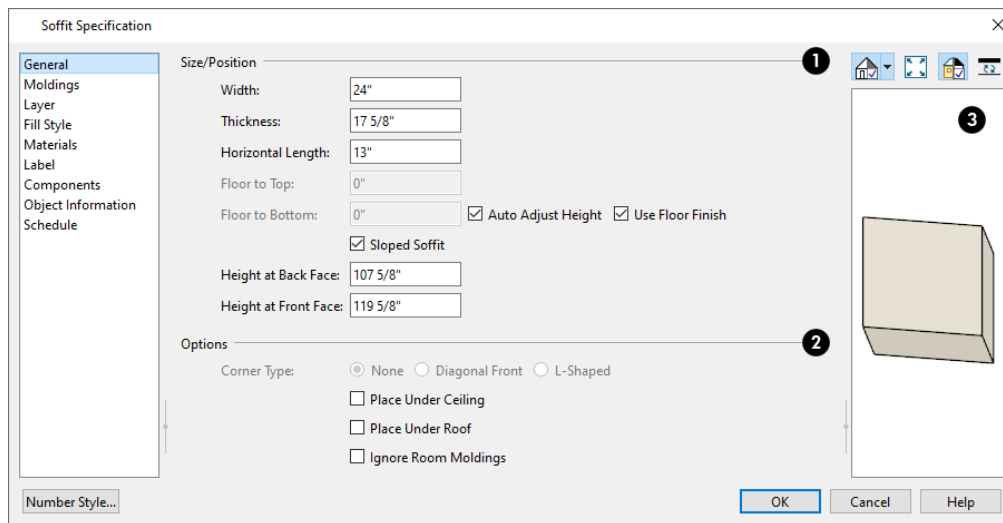 Soffit Specification
General
Moldings
Layer
Fill Style
Materials
Label
Components
Object Information
Schedule
Size/Position
1
Width: 24"
Thickness: 17 5/8"
Horizontal Length: 13"
Floor to Top: 0"
Floor to Bottom: 0" Auto Adjust Height Use Floor Finish
Sloped Soffit
Height at Back Face: 107 5/8"
Height at Front Face: 119 5/8"
Options
2
Corner Type: None Diagonal Front L-Shaped
Place Under Ceiling
Place Under Roof
Ignore Room Moldings
3
Number Style...
OK
Cancel
Help